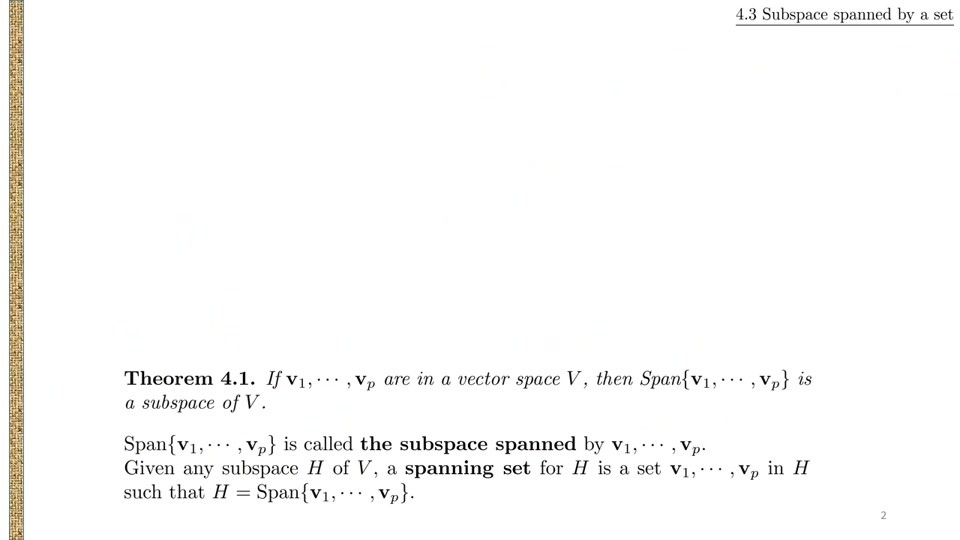 4.3 Subspace spanned by a set
Theorem 4.1. If v₁, ··· , vₚ are in a vector space V, then Span{v₁, ··· , vₚ} is
a subspace of V.
Span{v₁, ··· , vₚ} is called the subspace spanned by v₁, ··· , vₚ.
Given any subspace H of V, a spanning set for H is a set v₁, ··· , vₚ in H
such that H = Span{v₁, ··· , vₚ}.
2